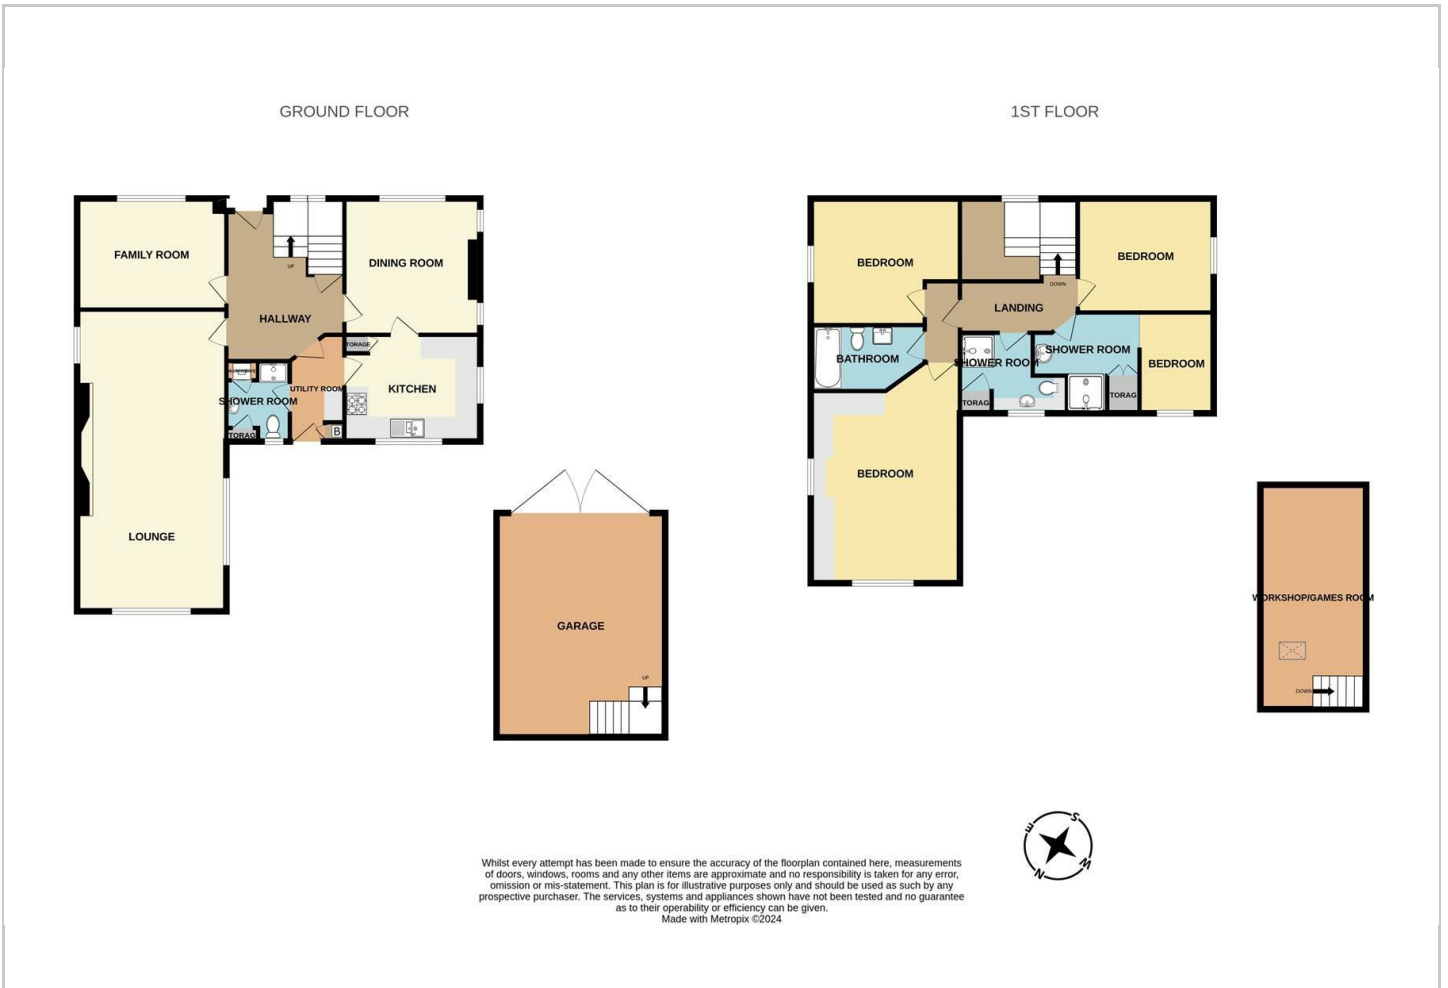 GROUND FLOOR
1ST FLOOR
FAMILY ROOM
UP
DINING ROOM
HALLWAY
TORAGE
KITCHEN
UTILITY ROOM
SHOWER ROOM
TORAG
B
LOUNGE
GARAGE
UP
BEDROOM
BEDROOM
DOWN
LANDING
BATHROOM
SHOWER ROOM
SHOWER ROOM
BEDROOM
TORAG
TORAG
BEDROOM
WORKSHOP/GAMES ROOM
DOWN
S
E
W
N
Whilst every attempt has been made to ensure the accuracy of the floorplan contained here, measurements
of doors, windows, rooms and any other items are approximate and no responsibility is taken for any error,
omission or mis-statement. This plan is for illustrative purposes only and should be used as such by any
prospective purchaser. The services, systems and appliances shown have not been tested and no guarantee
as to their operability or efficiency can be given.
Made with Metropix ©2024